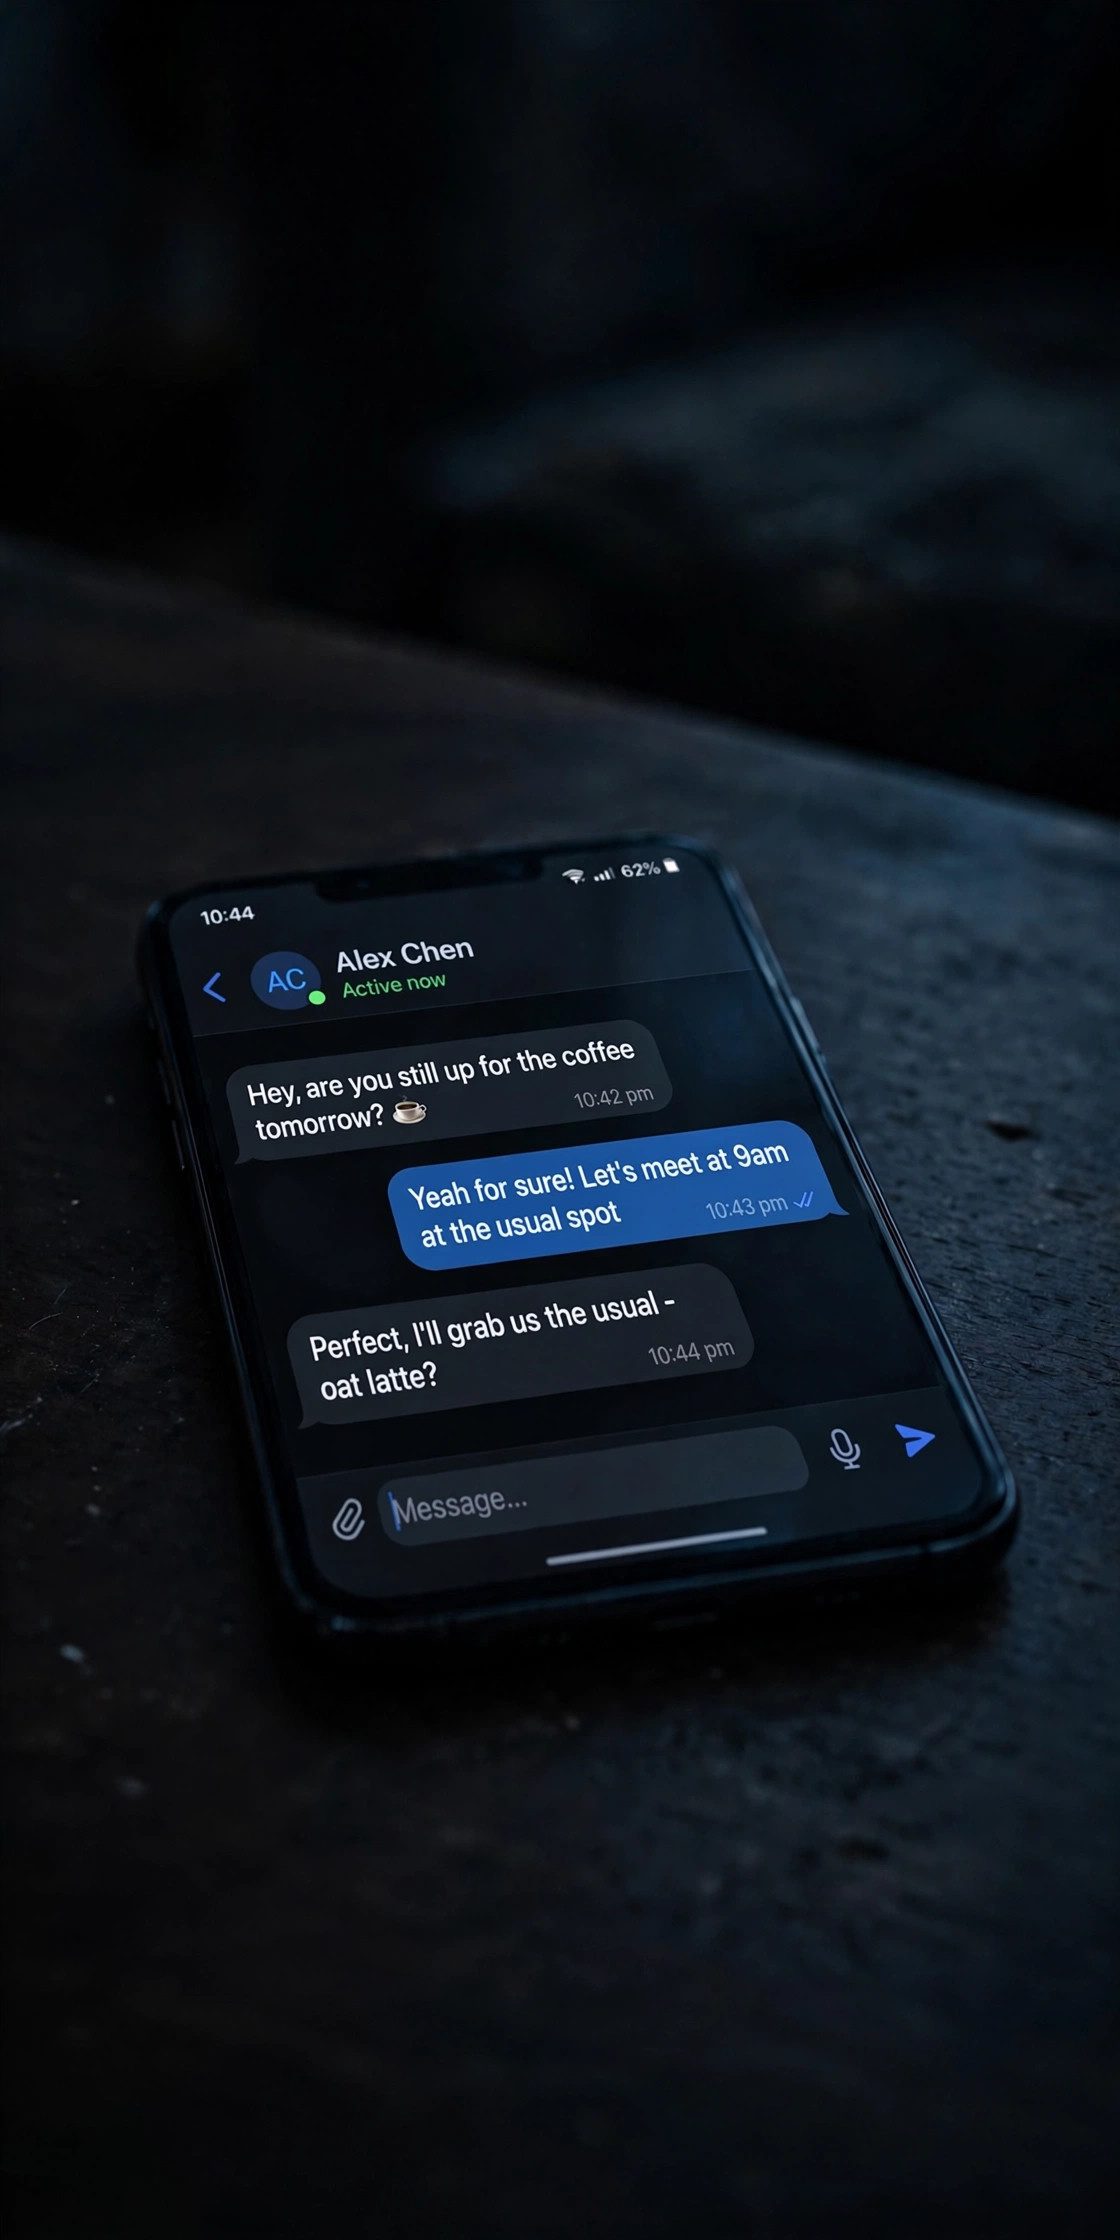 10:44
62%
AC
Alex Chen
Active now
Hey, are you still up for the coffee
tomorrow? ☕
10:42 pm
Yeah for sure! Let's meet at 9am
at the usual spot
10:43 pm
Perfect, I'll grab us the usual -
oat latte?
10:44 pm
Message...